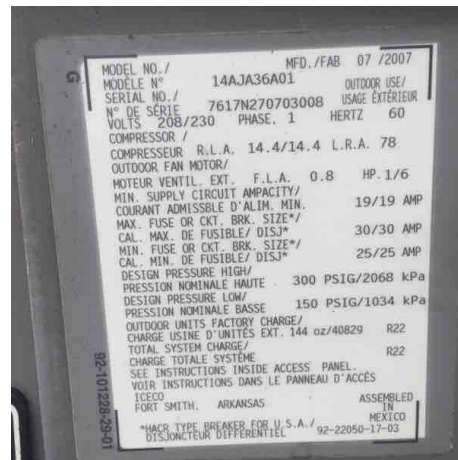 G
MODEL NO./ MFD./FAB 07/2007
MODÈLE N° 14AJA36A01 OUTDOOR USE/
SERIAL NO./ USAGE EXTÉRIEUR
N° DE SÉRIE 7617N270703008
VOLTS 208/230 PHASE. 1 HERTZ 60
COMPRESSOR /
COMPRESSEUR R.L.A. 14.4/14.4 L.R.A. 78
OUTDOOR FAN MOTOR/
MOTEUR VENTIL. EXT. F.L.A. 0.8 HP. 1/6
MIN. SUPPLY CIRCUIT AMPACITY/
COURANT ADMISSBLE D'ALIM. MIN. 19/19 AMP
MAX. FUSE OR CKT. BRK. SIZE*/
CAL. MAX. DE FUSIBLE/ DISJ* 30/30 AMP
MIN. FUSE OR CKT. BRK. SIZE*/
CAL. MIN. DE FUSIBLE/ DISJ* 25/25 AMP
DESIGN PRESSURE HIGH/
PRESSION NOMINALE HAUTE 300 PSIG/2068 kPa
DESIGN PRESSURE LOW/
PRESSION NOMINALE BASSE 150 PSIG/1034 kPa
OUTDOOR UNITS FACTORY CHARGE/
CHARGE USINE D'UNITÉS EXT. 144 oz/40829 R22
TOTAL SYSTEM CHARGE/
CHARGE TOTALE SYSTÈME R22
SEE INSTRUCTIONS INSIDE ACCESS PANEL.
VOIR INSTRUCTIONS DANS LE PANNEAU D'ACCÈS
ICECO ASSEMBLED
FORT SMITH, ARKANSAS IN
MEXICO
*HACR TYPE BREAKER FOR U.S.A./
DISJONCTEUR DIFFERENTIEL 92-22050-17-03
92-101228-29-01